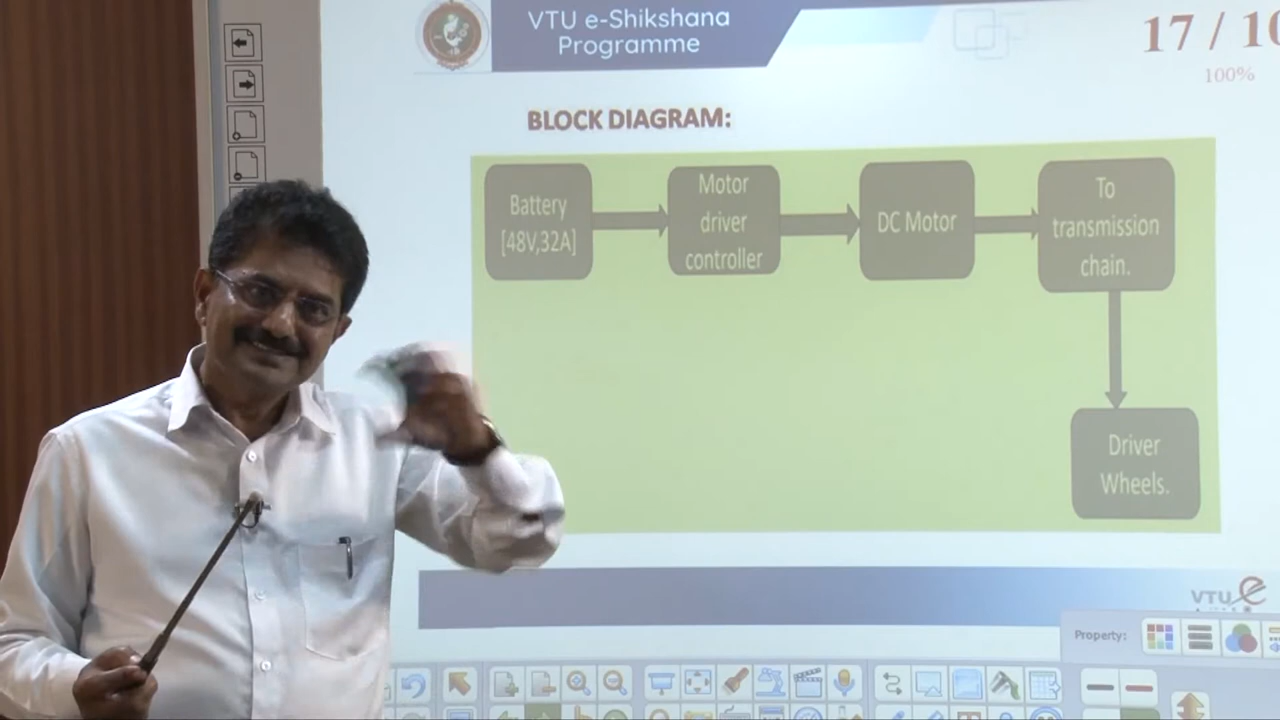 VTU e-Shikshana
Programme
17 / 10
100%
BLOCK DIAGRAM:
Battery
[48V,32A]
Motor
driver
controller
DC Motor
To
transmission
chain.
Driver
Wheels.
VTU e
Property: